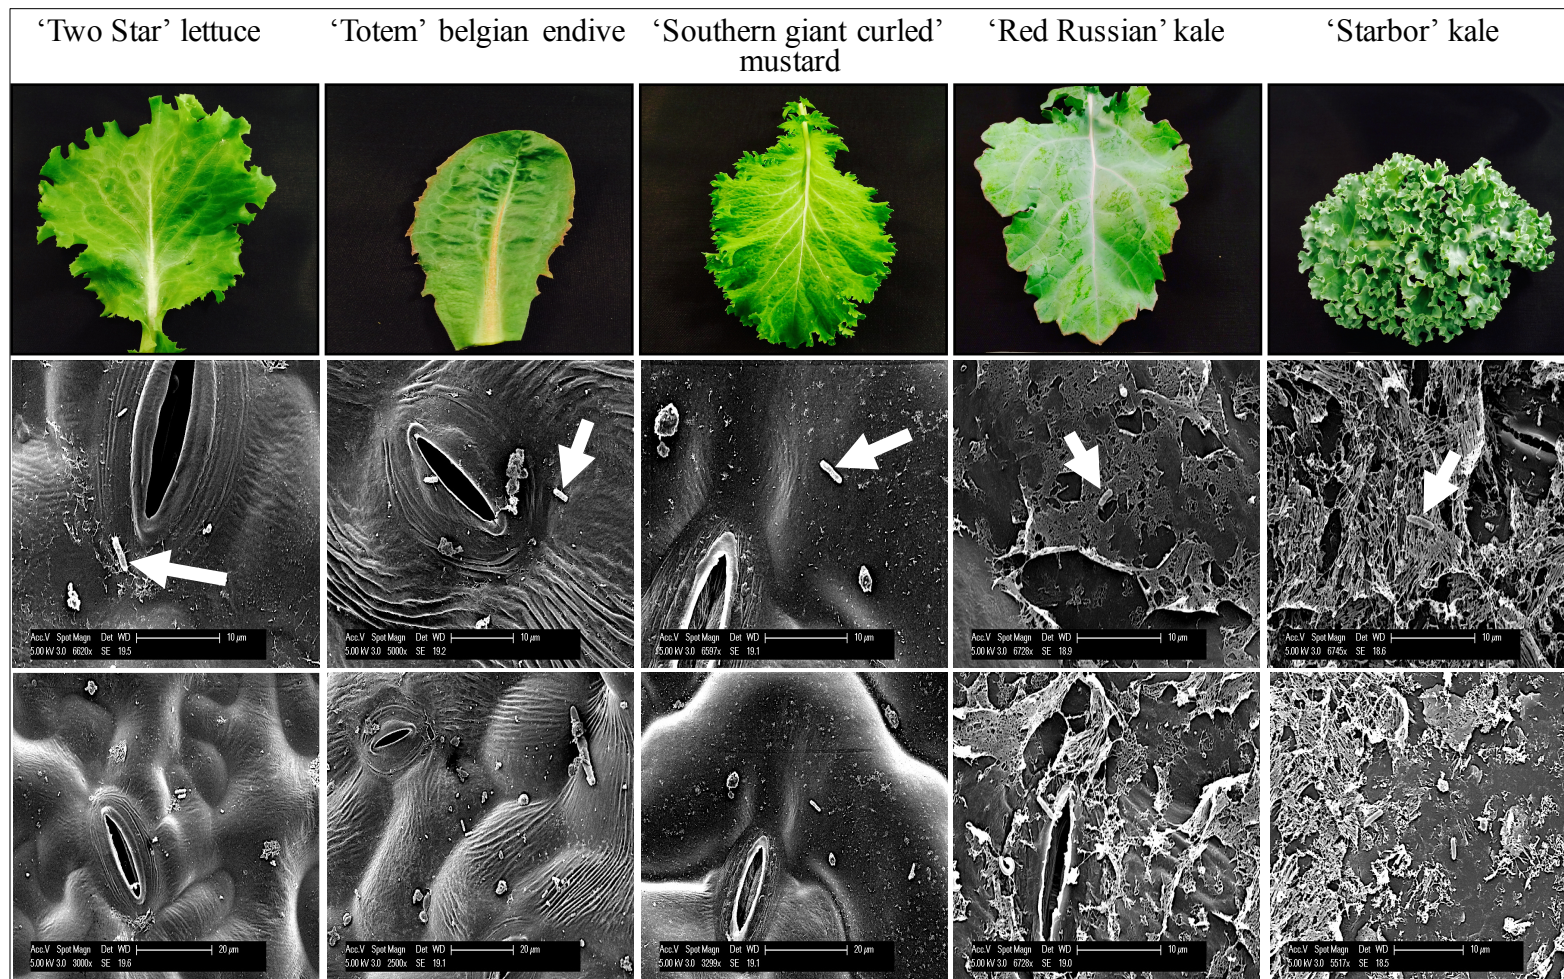 ‘Two Star’ lettuce
‘Totem’ belgian endive
‘Southern giant curled’
mustard
‘Red Russian’ kale
‘Starbor’ kale
Acc.V Spot Magn Det WD 10 µm
5.00 kV 3.0 6620x SE 19.5
Acc.V Spot Magn Det WD 10 µm
5.00 kV 3.0 5000x SE 19.2
Acc.V Spot Magn Det WD 10 µm
5.00 kV 3.0 6597x SE 19.1
Acc.V Spot Magn Det WD 10 µm
5.00 kV 3.0 6728x SE 18.9
Acc.V Spot Magn Det WD 10 µm
5.00 kV 3.0 6745x SE 18.6
Acc.V Spot Magn Det WD 20 µm
5.00 kV 3.0 3000x SE 19.6
Acc.V Spot Magn Det WD 20 µm
5.00 kV 3.0 2500x SE 19.1
Acc.V Spot Magn Det WD 20 µm
5.00 kV 3.0 3299x SE 19.1
Acc.V Spot Magn Det WD 10 µm
5.00 kV 3.0 6728x SE 19.0
Acc.V Spot Magn Det WD 10 µm
5.00 kV 3.0 5517x SE 18.5